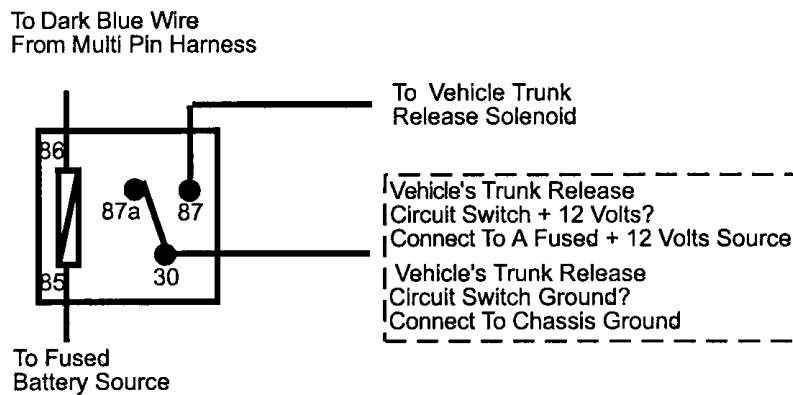 To Dark Blue Wire
From Multi Pin Harness
To Vehicle Trunk
Release Solenoid
86
87a
87
30
85
Vehicle's Trunk Release
Circuit Switch + 12 Volts?
Connect To A Fused + 12 Volts Source
Vehicle's Trunk Release
Circuit Switch Ground?
Connect To Chassis Ground
To Fused
Battery Source